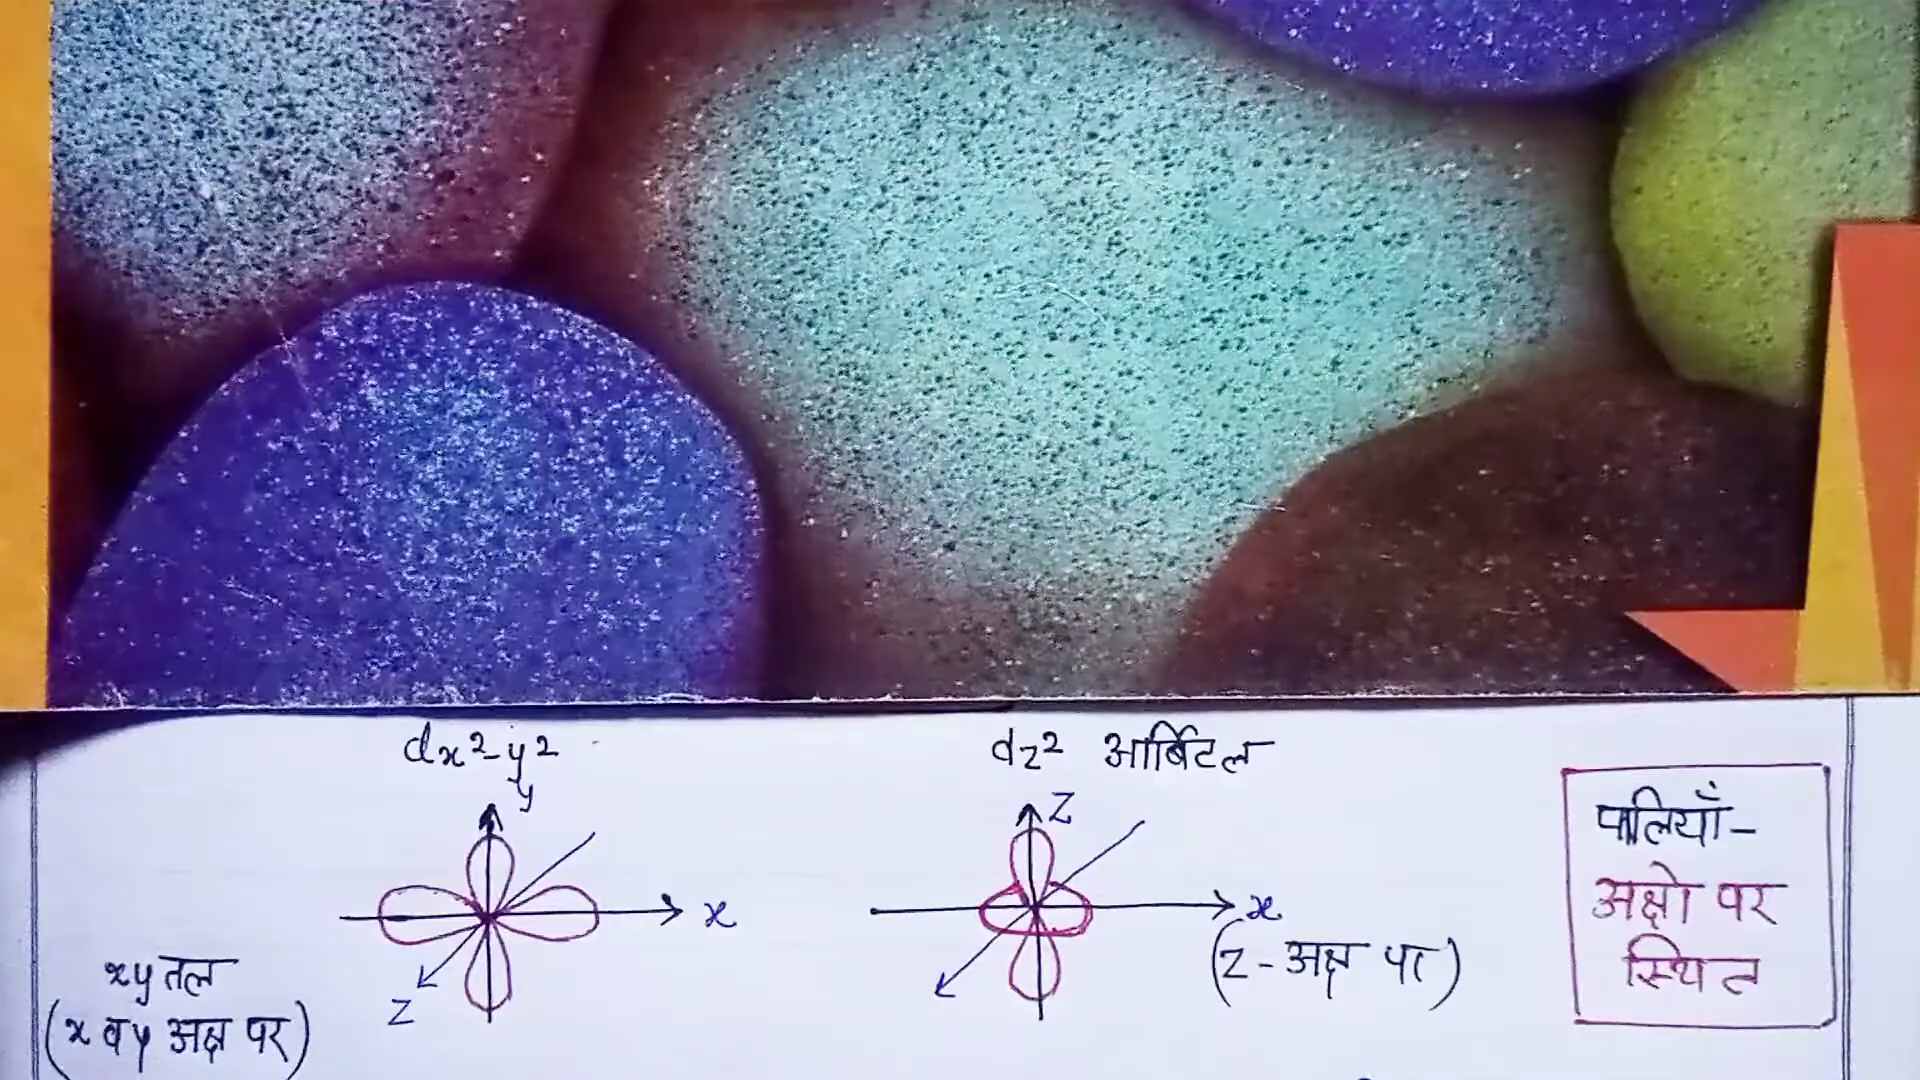 dx²-y²
y
x
z
xy तल
(x व y अक्ष पर)
dz² आर्बिटल
z
x
(z-अक्ष पर)
पालियाँ-
अक्षो पर
स्थित